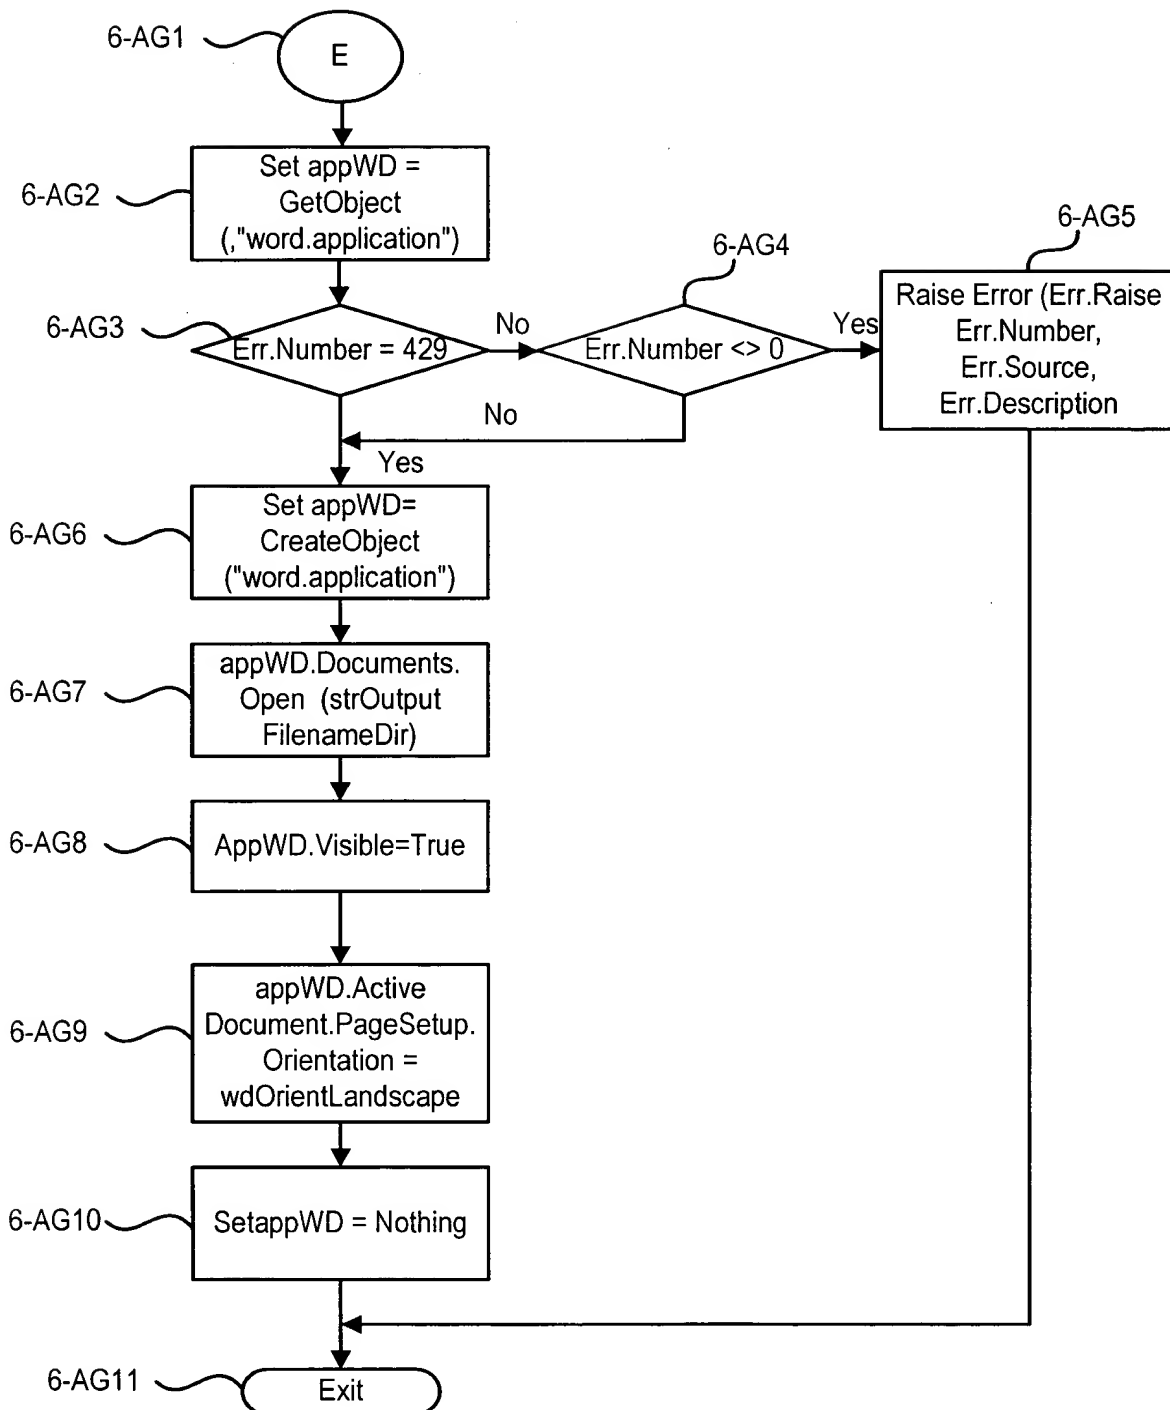 6-AG1
E
6-AG2
Set appWD =
GetObject
(,"word.application")
6-AG3
Err.Number = 429
No
6-AG4
Err.Number <> 0
Yes
6-AG5
Raise Error (Err.Raise
Err.Number,
Err.Source,
Err.Description
No
Yes
6-AG6
Set appWD=
CreateObject
("word.application")
6-AG7
appWD.Documents.
Open (strOutput
FilenameDir)
6-AG8
AppWD.Visible=True
6-AG9
appWD.Active
Document.PageSetup.
Orientation =
wdOrientLandscape
6-AG10
SetappWD = Nothing
6-AG11
Exit